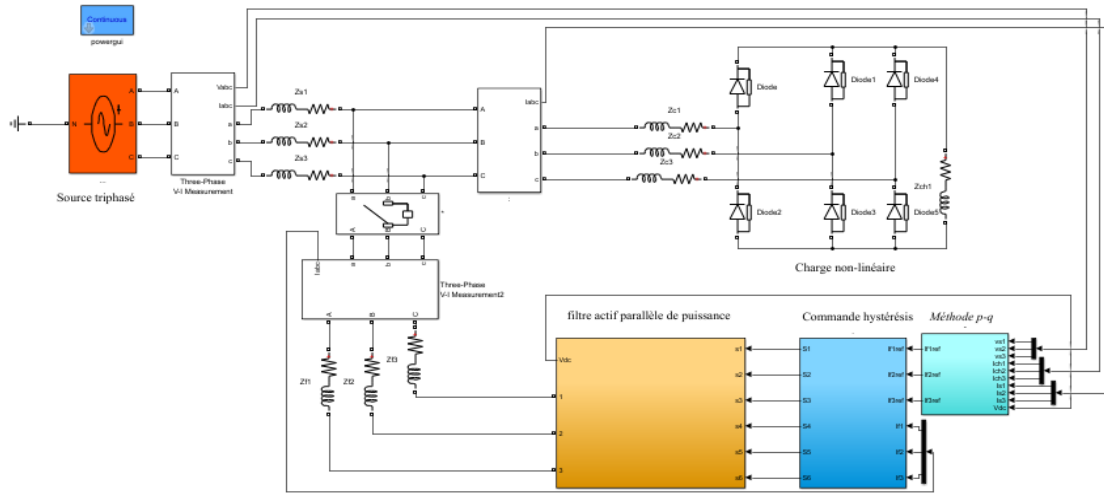 Continuous
powergui
A
B
C
N
...
Source triphasé
A
B
C
Vabc
Iabc
a
b
c
Three-Phase
V-I Measurement
Zs1
Zs2
Zs3
A
B
C
Iabc
a
b
c
:
Zc1
Zc2
Zc3
Diode
Diode1
Diode4
Diode2
Diode3
Diode5
Zch1
Charge non-linéaire
a
b
c
A
B
C
Iabc
a
b
c
A
B
C
Three-Phase
V-I Measurement2
Zf1
Zf2
Zf3
filtre actif parallèle de puissance
Vdc
1
2
3
s1
s2
s3
s4
s5
s6
Commande hystérésis
S1
S2
S3
S4
S5
S6
If1ref
If2ref
If3ref
If1
If2
If3
Méthode p-q
If1ref
If2ref
If3ref
vs1
vs2
vs3
Ich1
Ich2
Ich3
Is1
Is2
Is3
Vdc